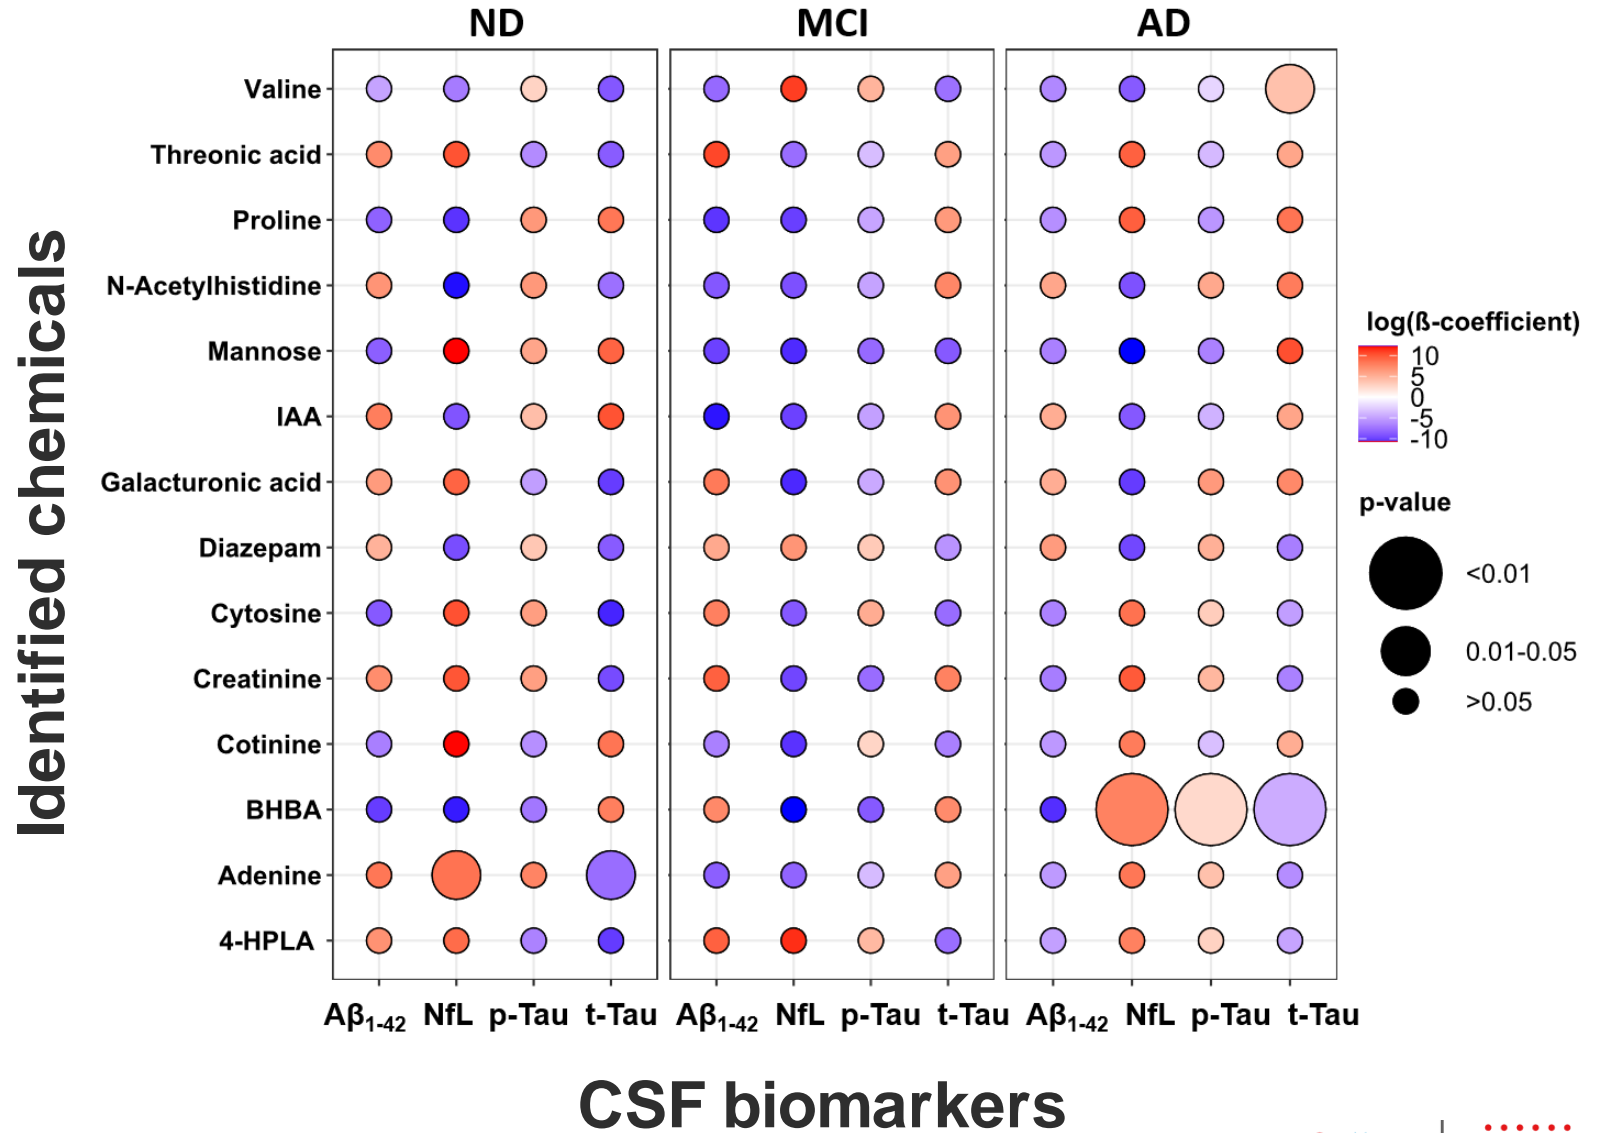 ND MCI AD
Identified chemicals
Valine
Threonic acid
Proline
N-Acetylhistidine
Mannose
IAA
Galacturonic acid
Diazepam
Cytosine
Creatinine
Cotinine
BHBA
Adenine
4-HPLA
Aβ1-42 NfL p-Tau t-Tau Aβ1-42 NfL p-Tau t-Tau Aβ1-42 NfL p-Tau t-Tau
CSF biomarkers
log(ß-coefficient)
10
5
0
-5
-10
p-value
<0.01
0.01-0.05
>0.05